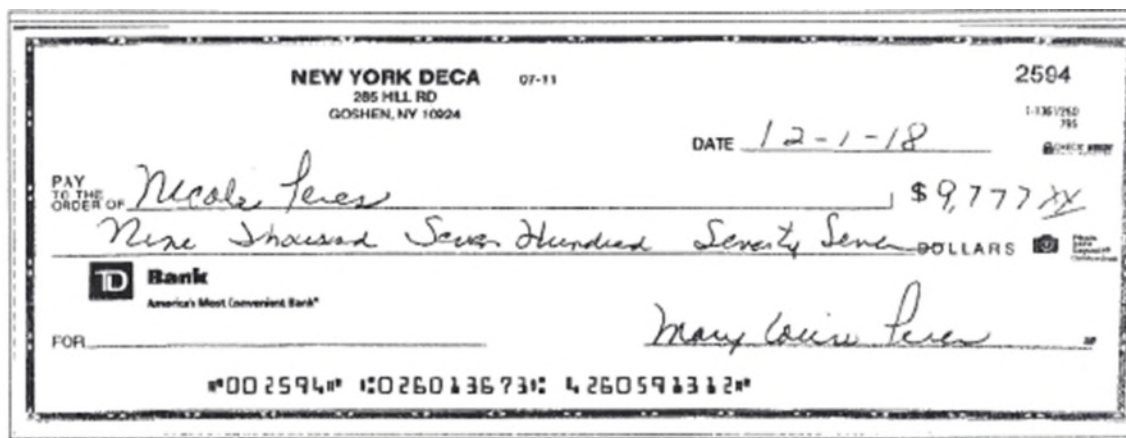 NEW YORK DECA 07-11 2594
285 HILL RD
GOSHEN, NY 10924
DATE 12-1-18
PAY TO THE ORDER OF Nicole Peres $ 9,777 XX
Nine Thousand Seven Hundred Seventy Seven DOLLARS
TD Bank
America's Most Convenient Bank®
FOR Mary Louise Peres
⑈002594⑈ ⑆026013673⑆ 4260591312⑈